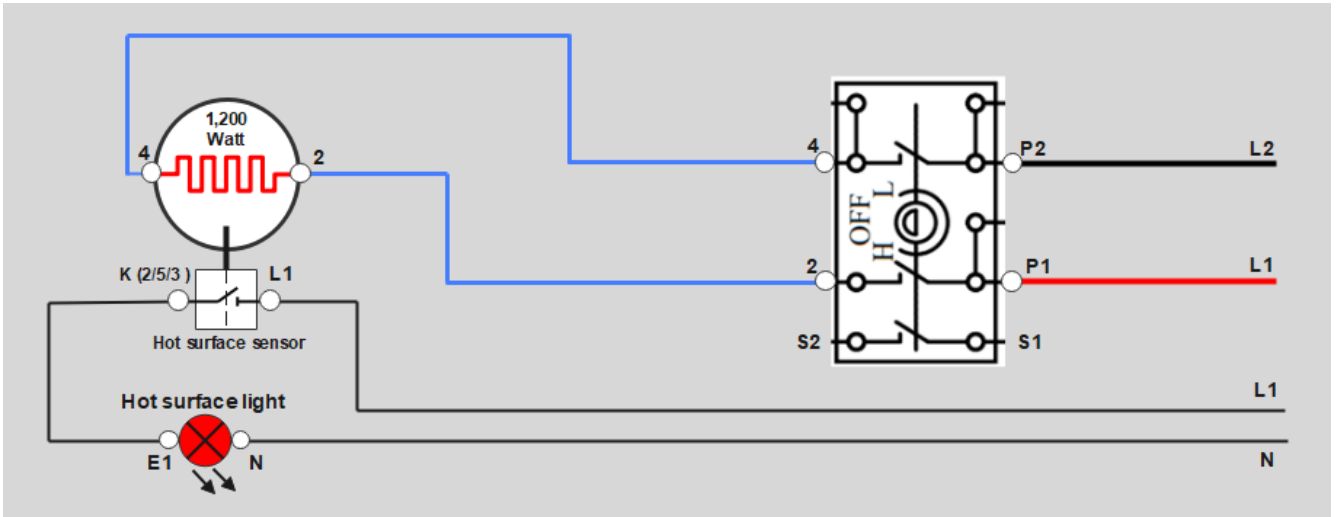 1,200
Watt
4
2
4
P2
L2
OFF
L
H
2
P1
L1
K (2/5/3 )
L1
Hot surface sensor
S2
S1
Hot surface light
L1
E1
N
N